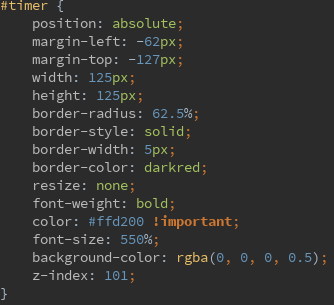 #timer {
    position: absolute;
    margin-left: -62px;
    margin-top: -127px;
    width: 125px;
    height: 125px;
    border-radius: 62.5%;
    border-style: solid;
    border-width: 5px;
    border-color: darkred;
    resize: none;
    font-weight: bold;
    color: #ffd200 !important;
    font-size: 550%;
    background-color: rgba(0, 0, 0, 0.5);
    z-index: 101;
}